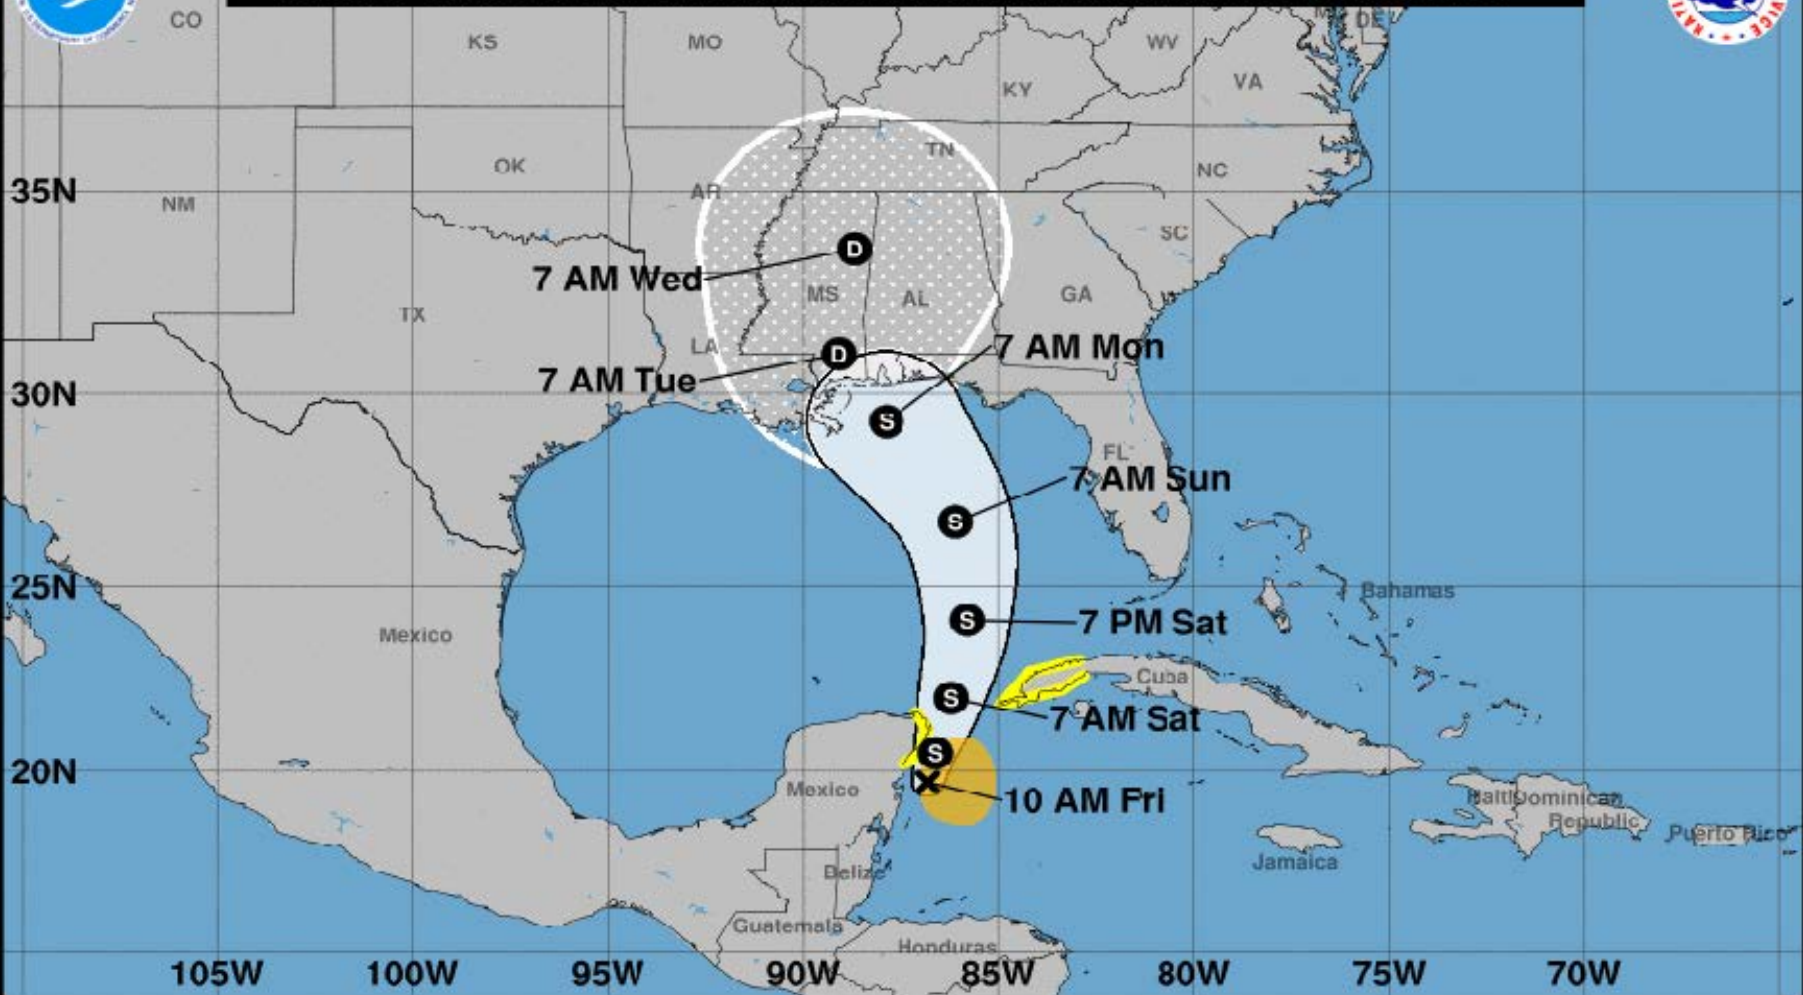 CO
KS
MO
WV
DE
VA
KY
OK
TN
NC
35N
NM
AR
SC
D
7 AM Wed
MS
AL
GA
TX
LA
7 AM Mon
D
7 AM Tue
30N
S
FL
7 AM Sun
S
25N
Bahamas
Mexico
S
7 PM Sat
Cuba
S
7 AM Sat
S
20N
Mexico
10 AM Fri
Haiti
Dominican
Republic
Puerto Rico
Jamaica
Belize
Guatemala
Honduras
105W
100W
95W
90W
85W
80W
75W
70W